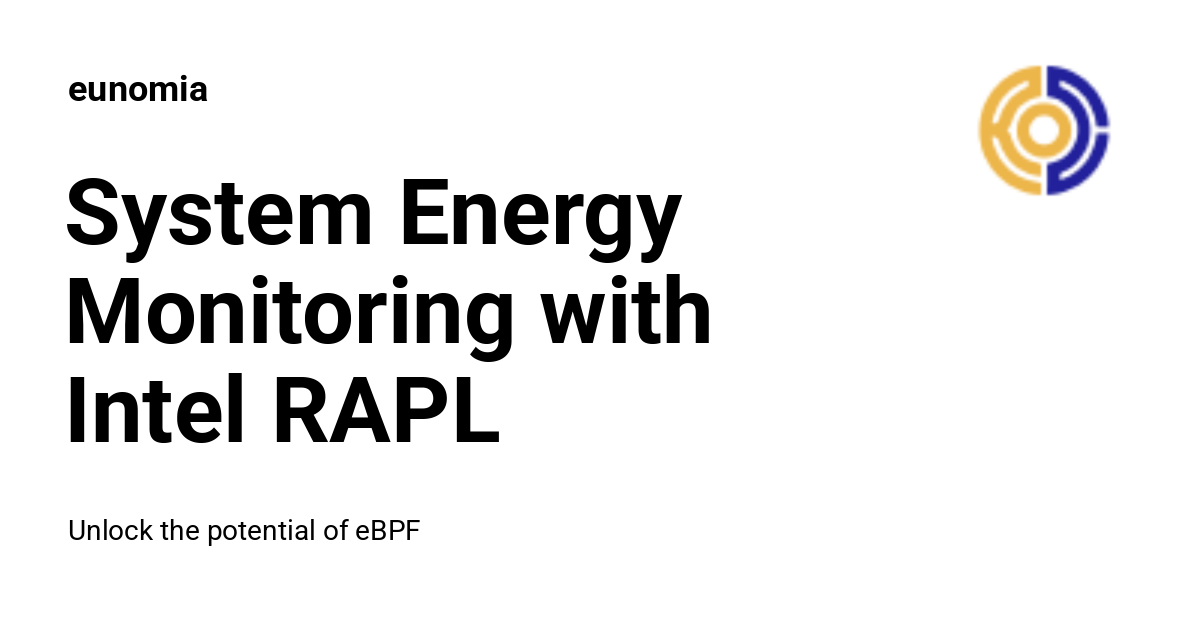 eunomia
System Energy
Monitoring with
Intel RAPL
Unlock the potential of eBPF